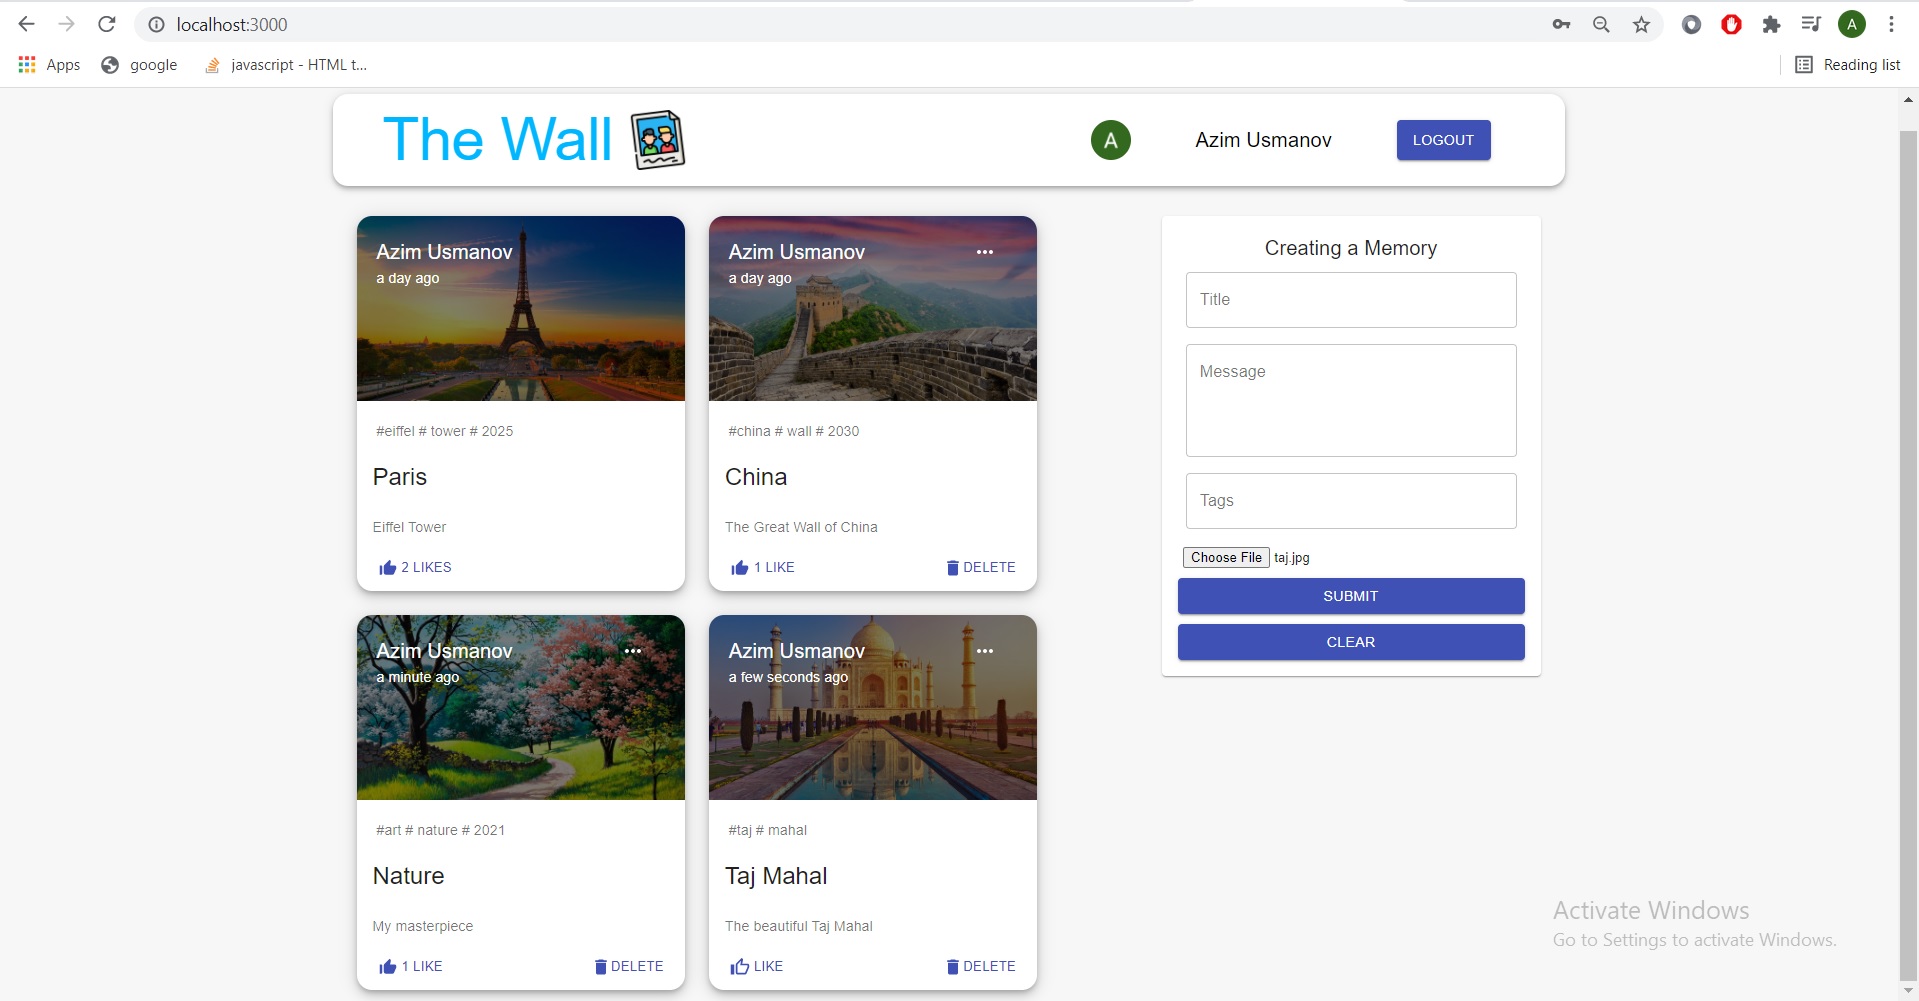 localhost:3000
A
Apps
google
javascript - HTML t...
Reading list
The Wall
A
Azim Usmanov
LOGOUT
Azim Usmanov
a day ago
#eiffel # tower # 2025
Paris
Eiffel Tower
2 LIKES
Azim Usmanov
a day ago
#china # wall # 2030
China
The Great Wall of China
1 LIKE
DELETE
Azim Usmanov
a minute ago
#art # nature # 2021
Nature
My masterpiece
1 LIKE
DELETE
Azim Usmanov
a few seconds ago
#taj # mahal
Taj Mahal
The beautiful Taj Mahal
LIKE
DELETE
Creating a Memory
Title
Message
Tags
Choose File taj.jpg
SUBMIT
CLEAR
Activate Windows
Go to Settings to activate Windows.